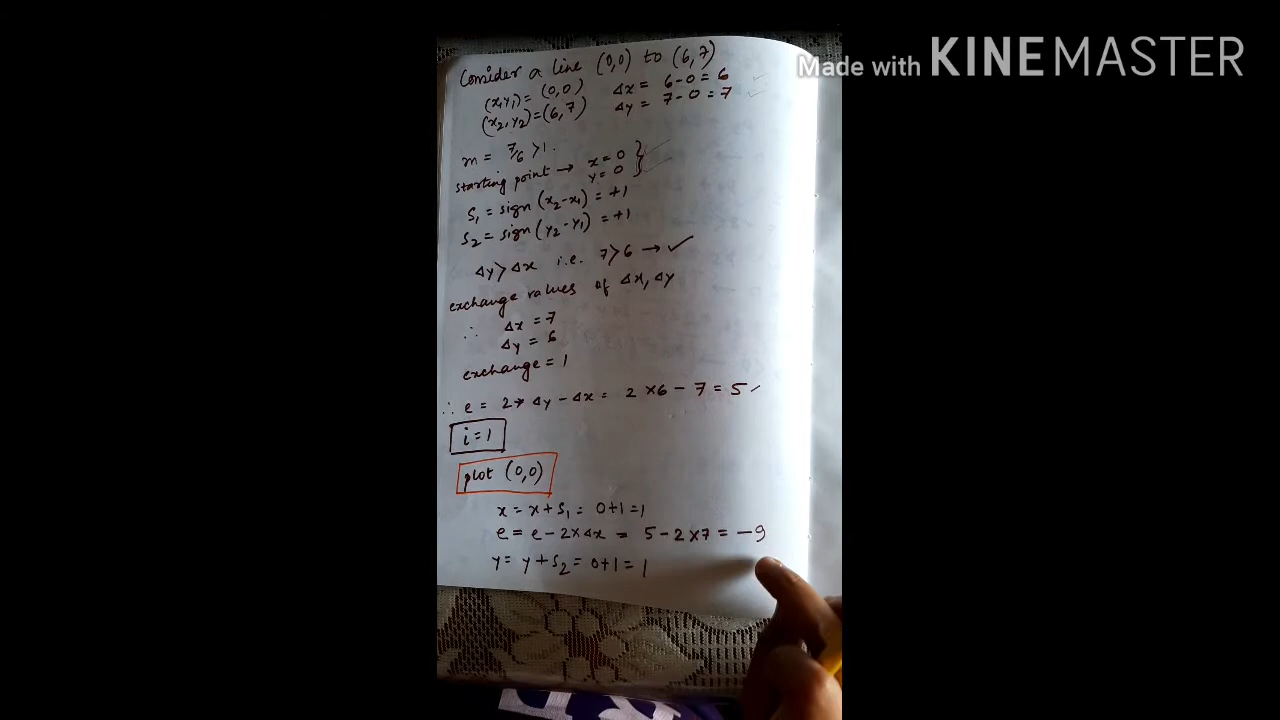 Made with KINEMASTER
Consider a line (0,0) to (6,7)
(x1,y1) = (0,0) Δx = 6-0 = 6
(x2,y2) = (6,7) Δy = 7-0 = 7
m = 7/6 >1.
starting point → x = 0
y = 0
S1 = sign (x2-x1) = +1
S2 = sign (y2-y1) = +1
Δy > Δx i.e. 7>6 → ✓
exchange values of Δx, Δy
∴ Δx = 7
Δy = 6
exchange = 1
∴ e = 2* Δy - Δx = 2 x6 - 7 = 5
i = 1
plot (0,0)
x = x + S1 = 0+1 = 1
e = e - 2x Δx = 5 - 2x7 = -9
y = y + S2 = 0+1 = 1